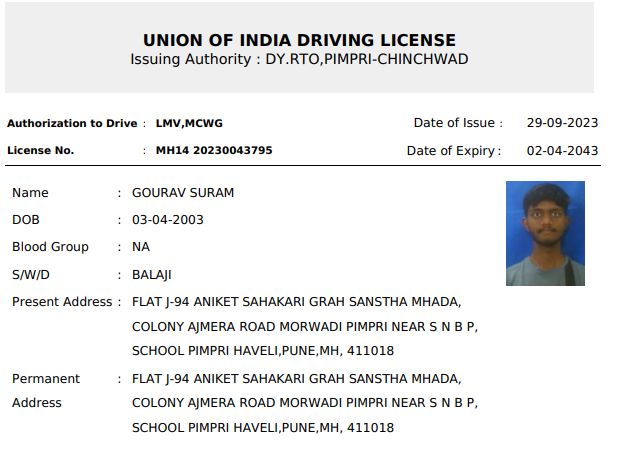 UNION OF INDIA DRIVING LICENSE
Issuing Authority : DY.RTO,PIMPRI-CHINCHWAD
Authorization to Drive : LMV,MCWG Date of Issue : 29-09-2023
License No. : MH14 20230043795 Date of Expiry : 02-04-2043
Name : GOURAV SURAM
DOB : 03-04-2003
Blood Group : NA
S/W/D : BALAJI
Present Address : FLAT J-94 ANIKET SAHAKARI GRAH SANSTHA MHADA,
COLONY AJMERA ROAD MORWADI PIMPRI NEAR S N B P,
SCHOOL PIMPRI HAVELI,PUNE,MH, 411018
Permanent : FLAT J-94 ANIKET SAHAKARI GRAH SANSTHA MHADA,
Address COLONY AJMERA ROAD MORWADI PIMPRI NEAR S N B P,
SCHOOL PIMPRI HAVELI,PUNE,MH, 411018